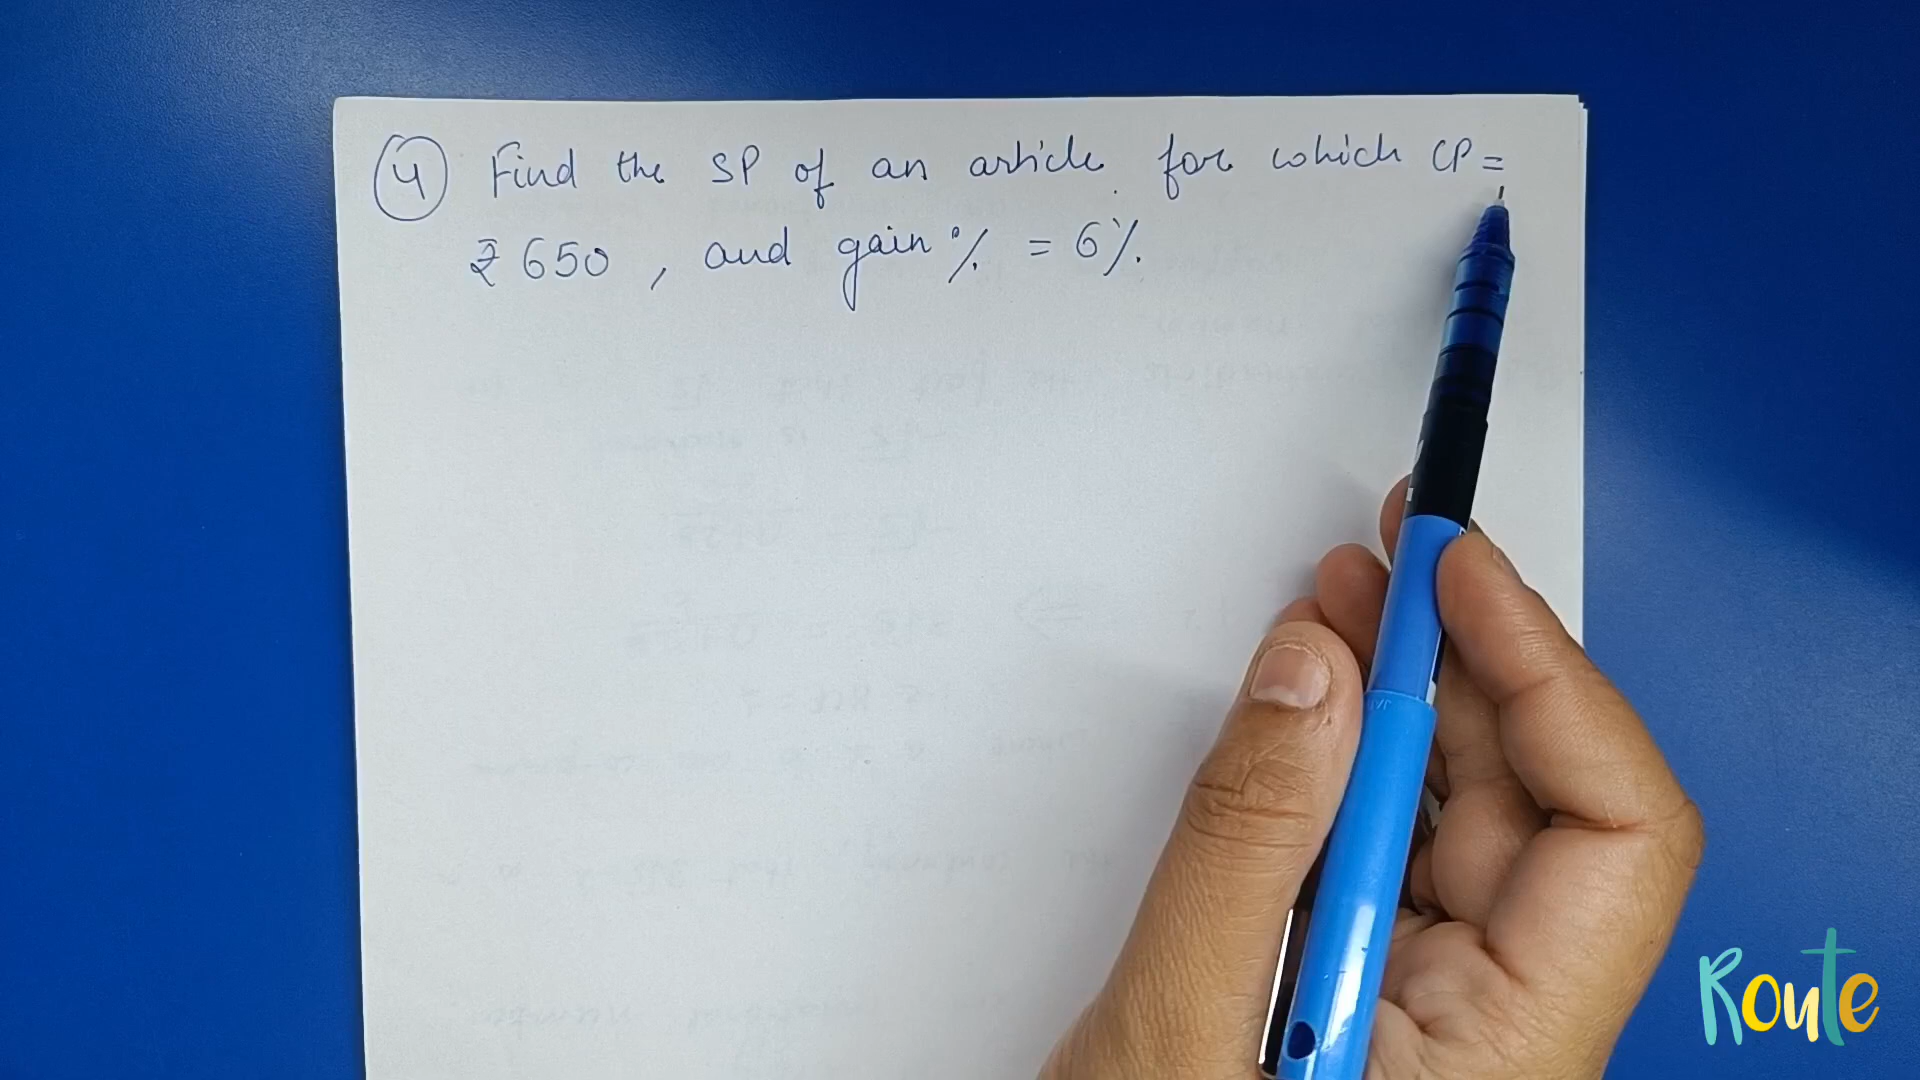 4 Find the SP of an article for which CP =
₹ 650 , and gain % = 6%.
Route